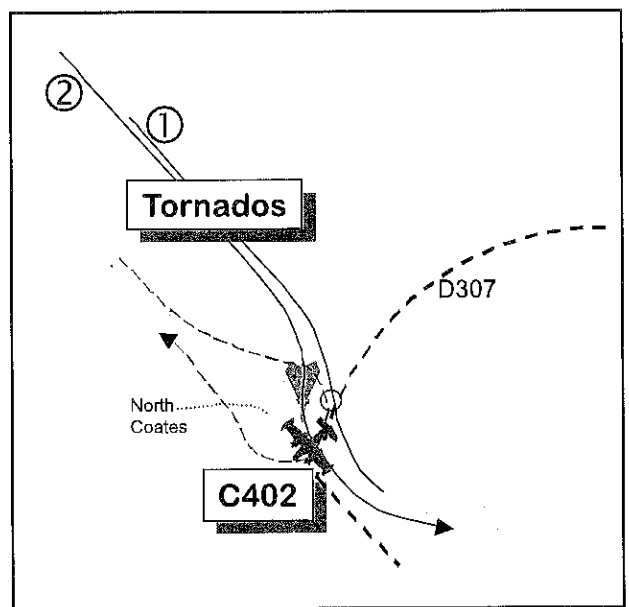 ②
①
Tornados
D307
North
Coates
C402